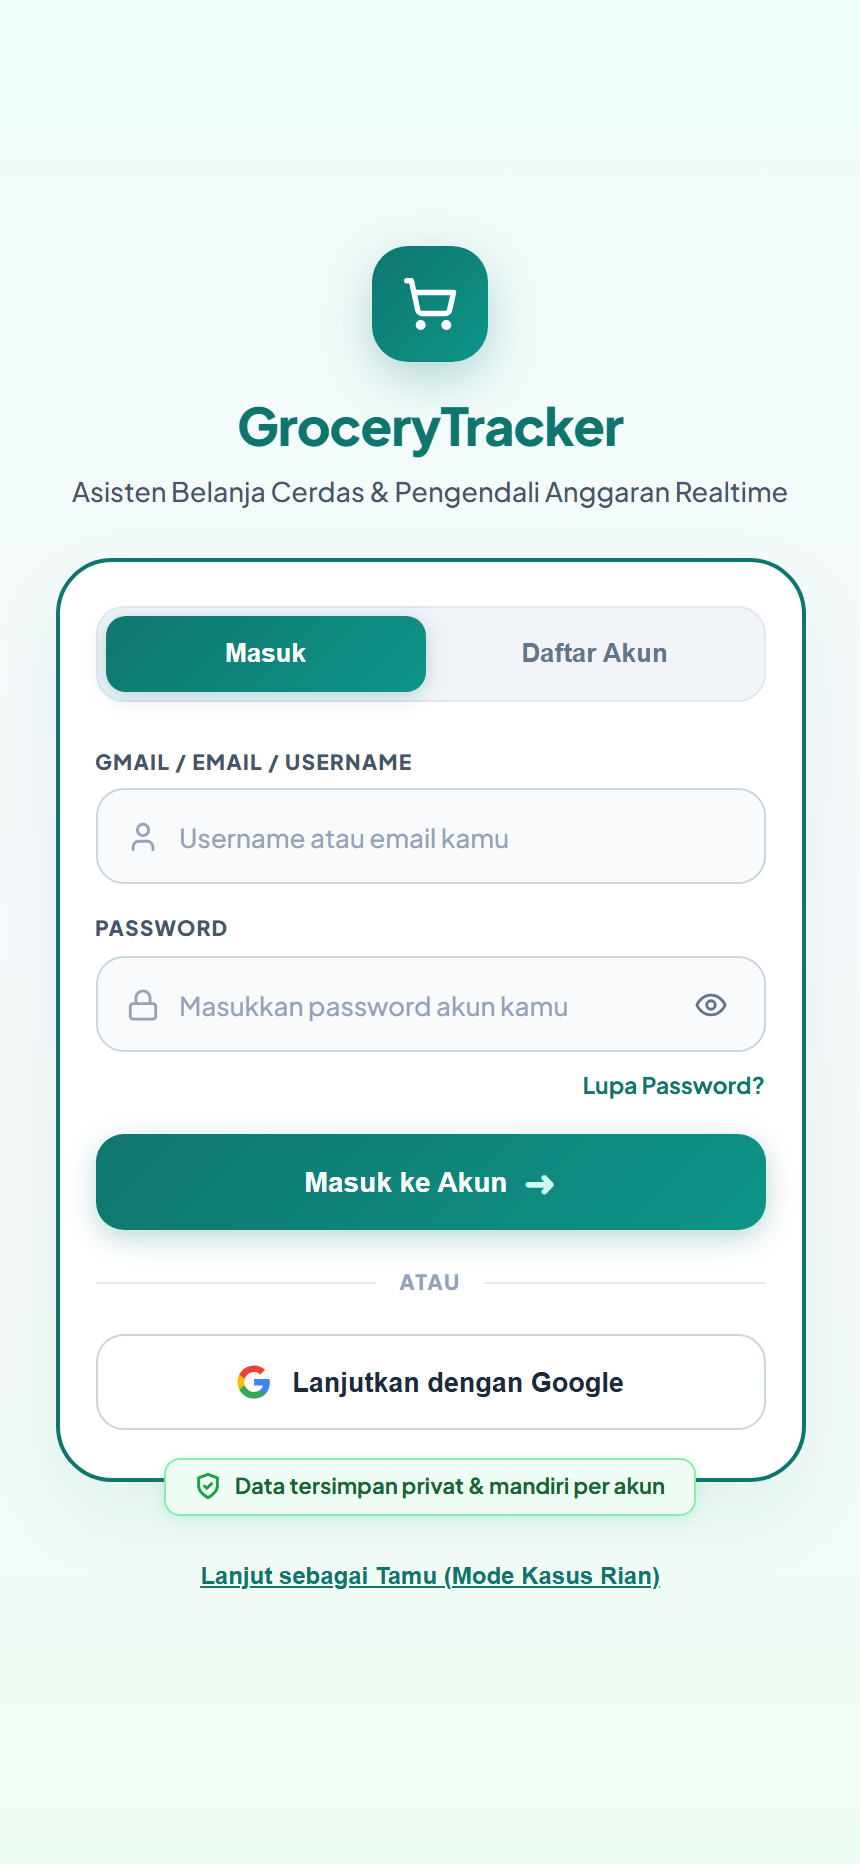 GroceryTracker
Asisten Belanja Cerdas & Pengendali Anggaran Realtime
Masuk
Daftar Akun
GMAIL / EMAIL / USERNAME
Username atau email kamu
PASSWORD
Masukkan password akun kamu
Lupa Password?
Masuk ke Akun →
ATAU
Lanjutkan dengan Google
Data tersimpan privat & mandiri per akun
Lanjut sebagai Tamu (Mode Kasus Rian)